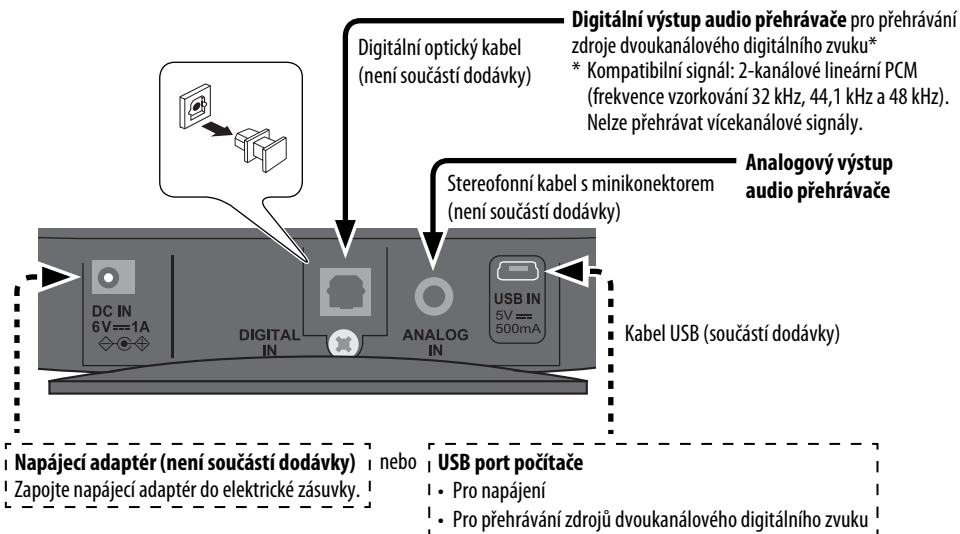 Digitální výstup audio přehrávače pro přehrávání
zdroje dvoukanálového digitálního zvuku*
* Kompatibilní signál: 2-kanálové lineární PCM
(frekvence vzorkování 32 kHz, 44,1 kHz a 48 kHz).
Nelze přehrávat vícekanálové signály.
Digitální optický kabel
(není součástí dodávky)
Analogový výstup
audio přehrávače
Stereofonní kabel s minikonektorem
(není součástí dodávky)
DC IN
6V 1A
DIGITAL
IN
ANALOG
IN
USB IN
5V
500mA
Kabel USB (součástí dodávky)
Napájecí adaptér (není součástí dodávky)
Zapojte napájecí adaptér do elektrické zásuvky.
nebo
USB port počítače
• Pro napájení
• Pro přehrávání zdrojů dvoukanálového digitálního zvuku